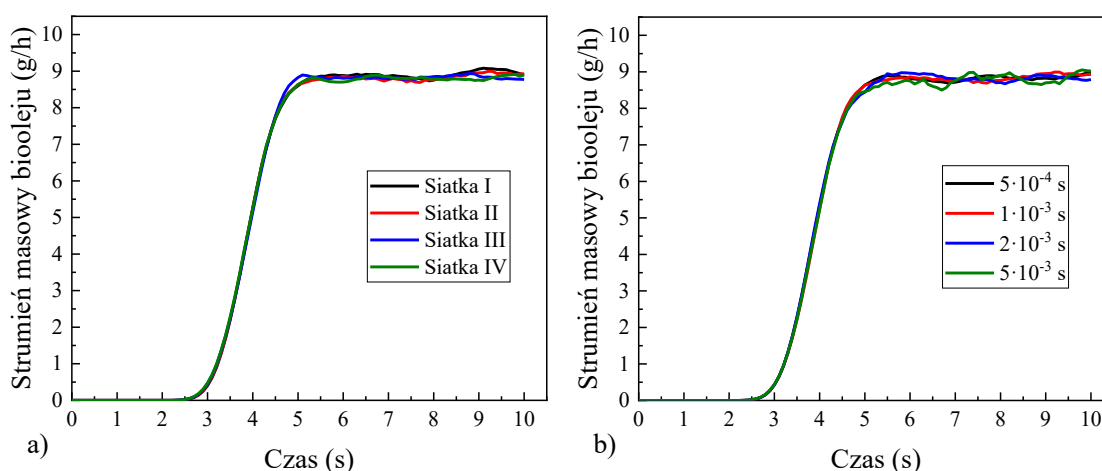 10
9
8
7
6
5
4
3
2
1
0
Strumień masowy biooleju (g/h)
Siatka I
Siatka II
Siatka III
Siatka IV
0 1 2 3 4 5 6 7 8 9 10
Czas (s)
a)
10
9
8
7
6
5
4
3
2
1
0
Strumień masowy biooleju (g/h)
5·10⁻⁴ s
1·10⁻³ s
2·10⁻³ s
5·10⁻³ s
0 1 2 3 4 5 6 7 8 9 10
Czas (s)
b)